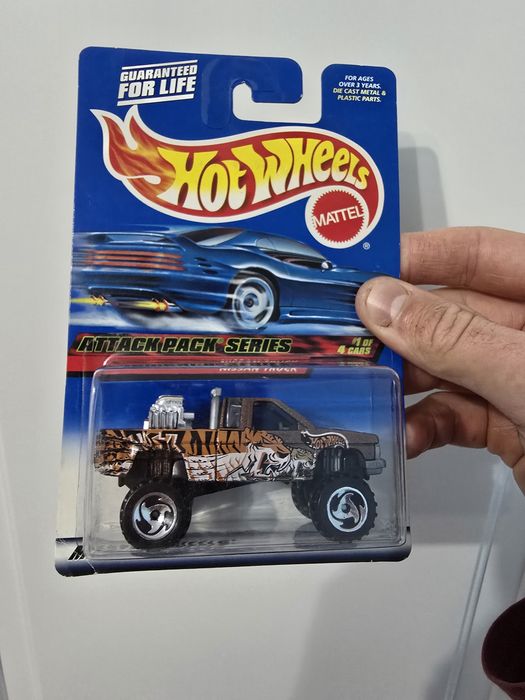 GUARANTEED
FOR LIFE
FOR AGES
OVER 3 YEARS.
DIE CAST METAL &
PLASTIC PARTS.
HOT WHEELS
MATTEL
®
ATTACK PACK® SERIES
#1 OF
4 CARS
NISSAN TRUCK